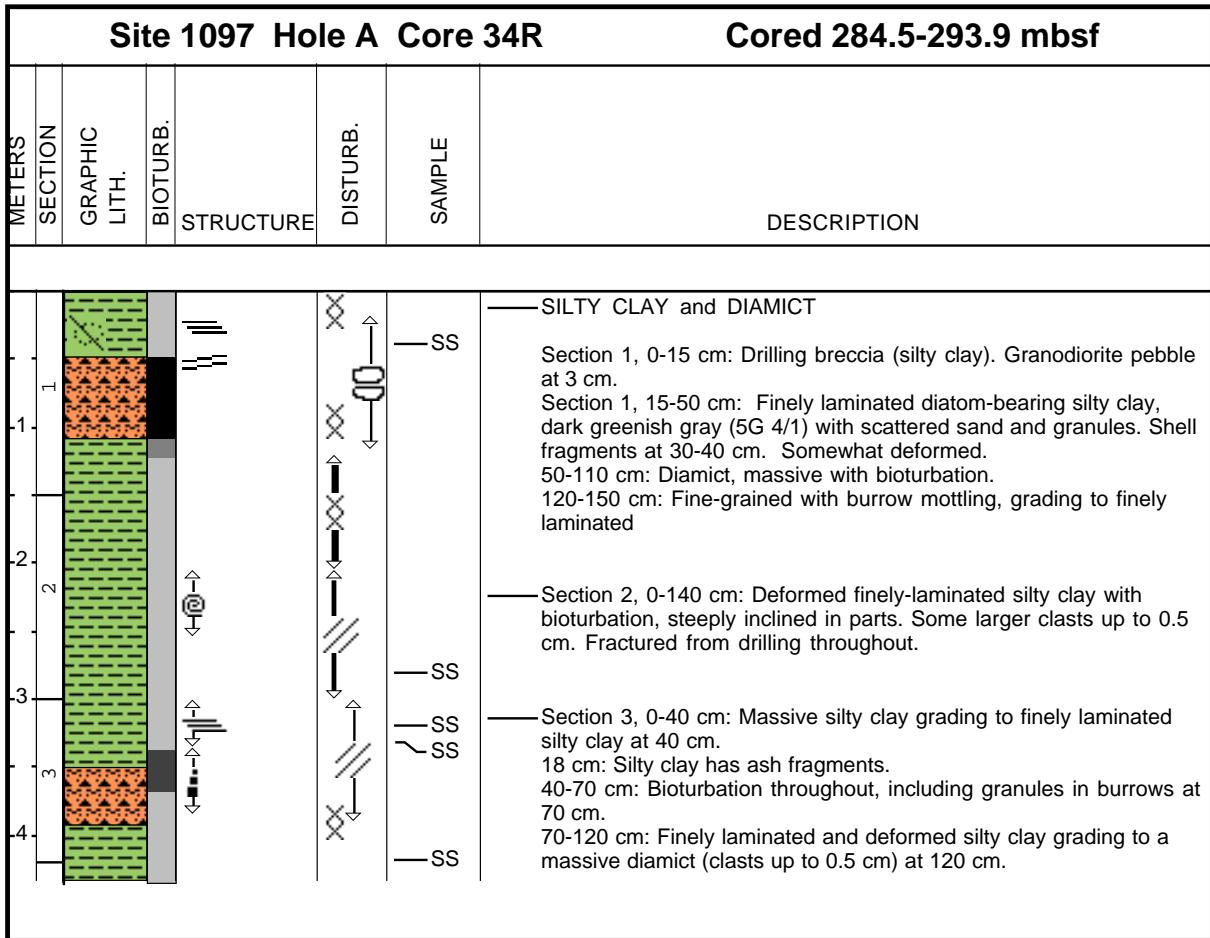 Site 1097 Hole A Core 34R Cored 284.5-293.9 mbsf
METERS
SECTION
GRAPHIC
LITH.
BIOTURB.
STRUCTURE
DISTURB.
SAMPLE
DESCRIPTION
1
2
3
4
1
2
3
SS
SS
SS
SS
SS
SILTY CLAY and DIAMICT
Section 1, 0-15 cm: Drilling breccia (silty clay). Granodiorite pebble
at 3 cm.
Section 1, 15-50 cm: Finely laminated diatom-bearing silty clay,
dark greenish gray (5G 4/1) with scattered sand and granules. Shell
fragments at 30-40 cm. Somewhat deformed.
50-110 cm: Diamict, massive with bioturbation.
120-150 cm: Fine-grained with burrow mottling, grading to finely
laminated
Section 2, 0-140 cm: Deformed finely-laminated silty clay with
bioturbation, steeply inclined in parts. Some larger clasts up to 0.5
cm. Fractured from drilling throughout.
Section 3, 0-40 cm: Massive silty clay grading to finely laminated
silty clay at 40 cm.
18 cm: Silty clay has ash fragments.
40-70 cm: Bioturbation throughout, including granules in burrows at
70 cm.
70-120 cm: Finely laminated and deformed silty clay grading to a
massive diamict (clasts up to 0.5 cm) at 120 cm.